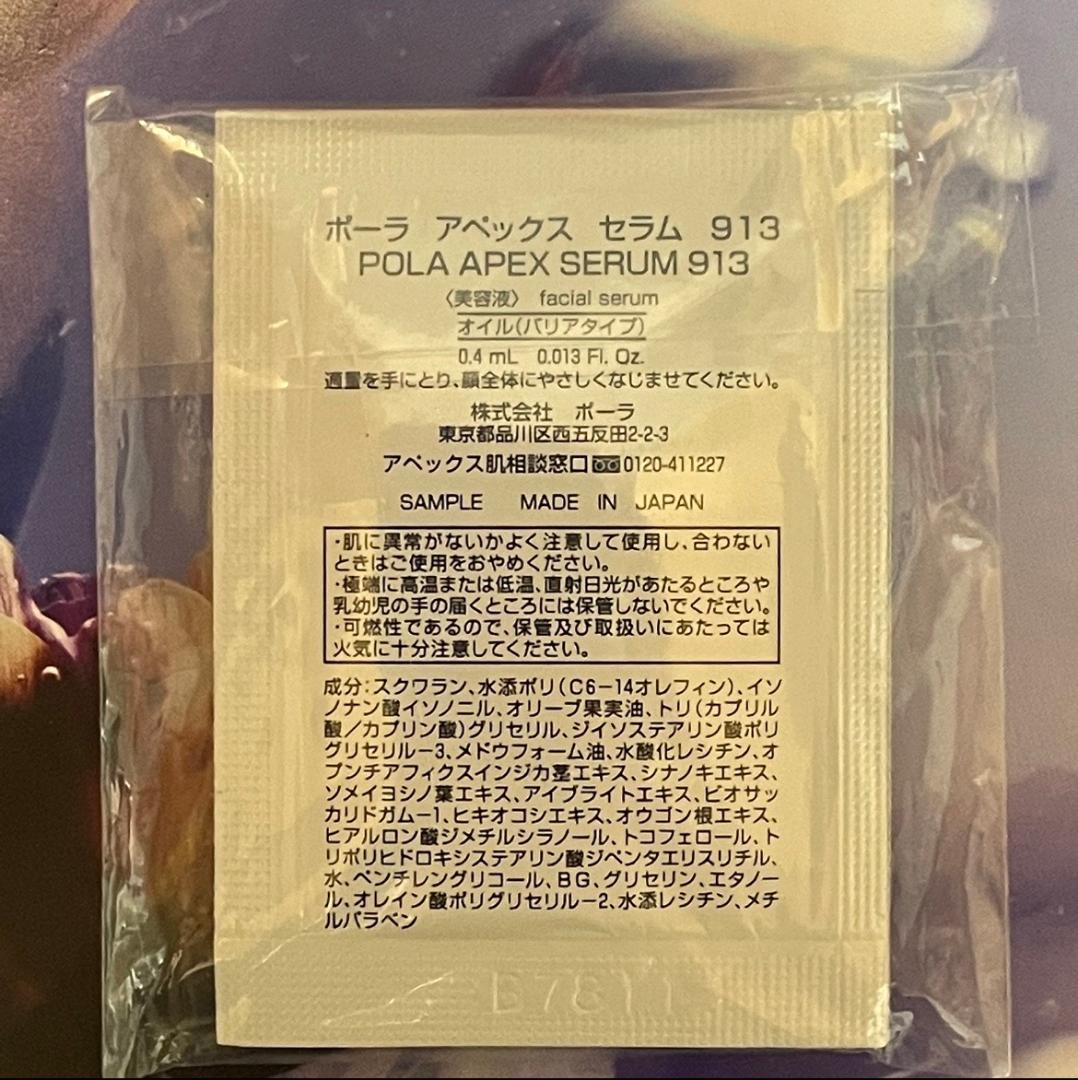 ポーラ アペックス セラム 913
POLA APEX SERUM 913
〈美容液〉 facial serum
オイル(バリアタイプ)
0.4 mL 0.013 Fl. Oz.
適量を手にとり、顔全体にやさしくなじませてください。
株式会社 ポーラ
東京都品川区西五反田2-2-3
アペックス肌相談窓口 0120-411227
SAMPLE MADE IN JAPAN
・肌に異常がないかよく注意して使用し、合わない
ときはご使用をおやめください。
・極端に高温または低温、直射日光があたるところや
乳幼児の手の届くところには保管しないでください。
・可燃性であるので、保管及び取扱いにあたっては
火気に十分注意してください。
成分：スクワラン、水添ポリ(C6－14オレフィン)、イソ
ノナン酸イソノニル、オリーブ果実油、トリ(カプリル
酸／カプリン酸)グリセリル、ジイソステアリン酸ポリ
グリセリル－3、メドウフォーム油、水酸化レシチン、オ
プンチアフィクスインジカ茎エキス、シナノキエキス、
ソメイヨシノ葉エキス、アイブライトエキス、ビオサッ
カリドガム－1、ヒキオコシエキス、オウゴン根エキス、
ヒアルロン酸ジメチルシラノール、トコフェロール、ト
リポリヒドロキシステアリン酸ジペンタエリスリチル、
水、ペンチレングリコール、BG、グリセリン、エタノー
ル、オレイン酸ポリグリセリル－2、水添レシチン、メチ
ルパラベン
B7811